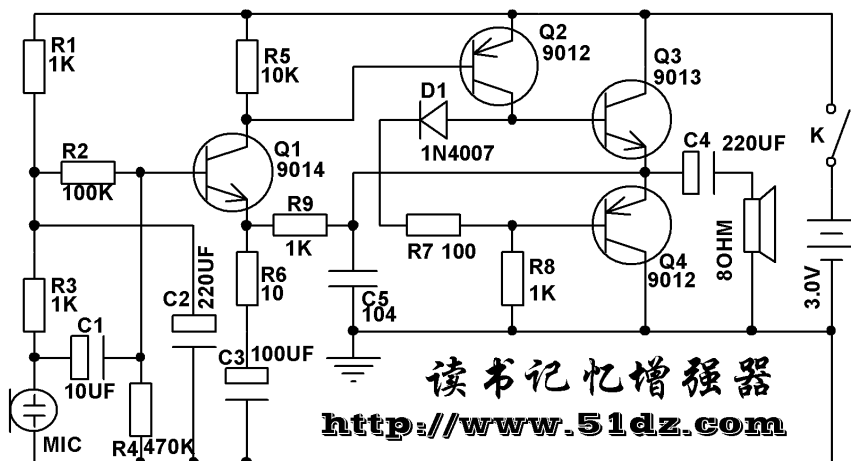 R1
1K
R5
10K
Q2
9012
Q3
9013
D1
1N4007
C4
220UF
K
R2
100K
Q1
9014
R9
1K
R7 100
R8
1K
Q4
9012
8OHM
3.0V
R3
1K
C2
220UF
R6
10
C5
104
C1
10UF
C3
100UF
MIC
R4
470K
读书记忆增强器
http://www.51dz.com